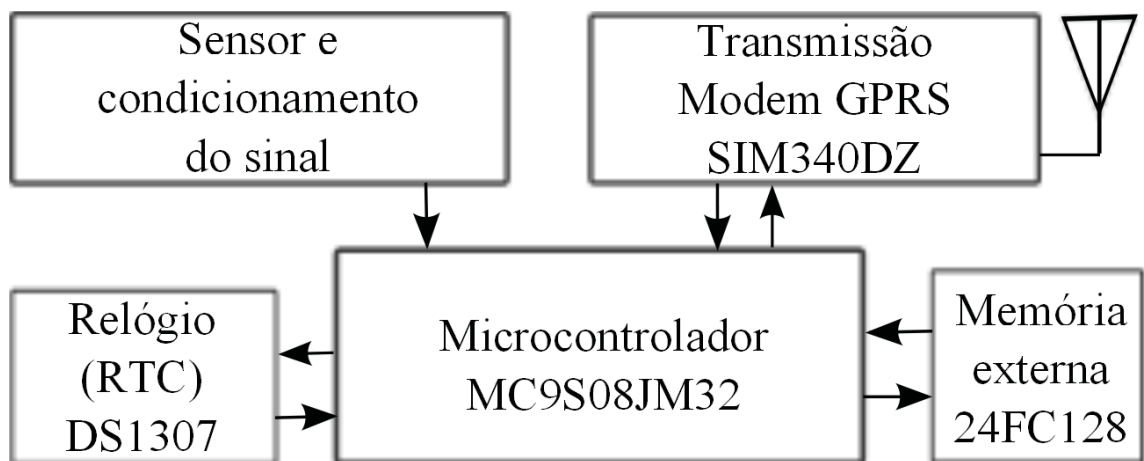 Sensor e
condicionamento
do sinal
Transmissão
Modem GPRS
SIM340DZ
Relógio
(RTC)
DS1307
Microcontrolador
MC9S08JM32
Memória
externa
24FC128